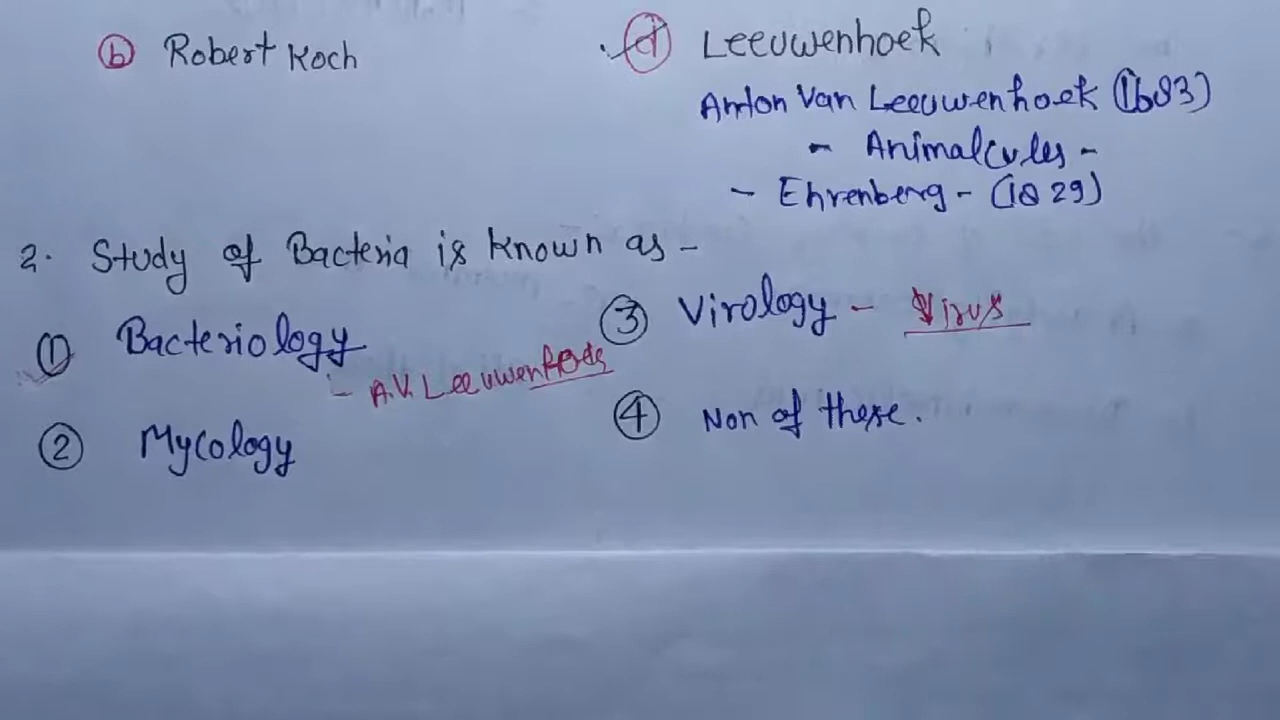 ⓑ Robert Koch
ⓓ Leeuwenhoek
Anton Van Leeuwenhoek (1683)
- Animalcules -
- Ehrenberg - (1829)
2. Study of Bacteria is known as -
① Bacteriology
- A.V. Leeuwenhock
② Mycology
③ Virology - Virus
④ Non of these.